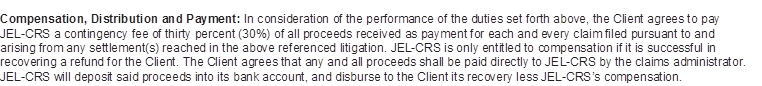 Compensation, Distribution and Payment: In consideration of the performance of the duties set forth above, the Client agrees to pay
JEL-CRS a contingency fee of thirty percent (30%) of all proceeds received as payment for each and every claim filed pursuant to and
arising from any settlement(s) reached in the above referenced litigation. JEL-CRS is only entitled to compensation if it is successful in
recovering a refund for the Client. The Client agrees that any and all proceeds shall be paid directly to JEL-CRS by the claims administrator.
JEL-CRS will deposit said proceeds into its bank account, and disburse to the Client its recovery less JEL-CRS's compensation.